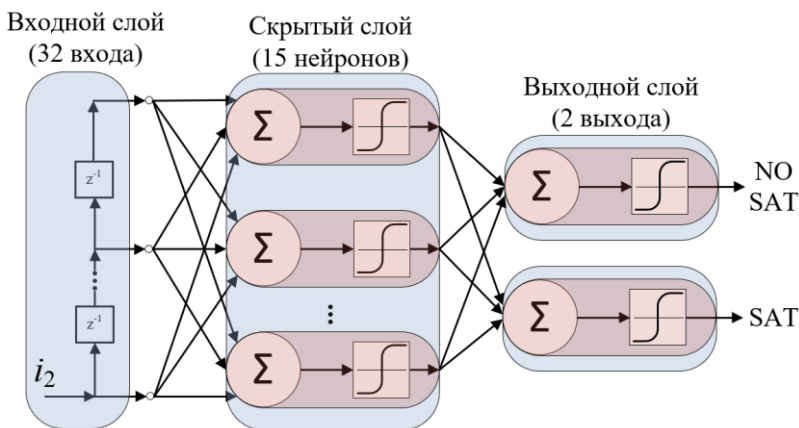 Входной слой
(32 входа)
Скрытый слой
(15 нейронов)
Выходной слой
(2 выхода)
z⁻¹
z⁻¹
i₂
Σ
Σ
Σ
Σ
Σ
NO
SAT
SAT